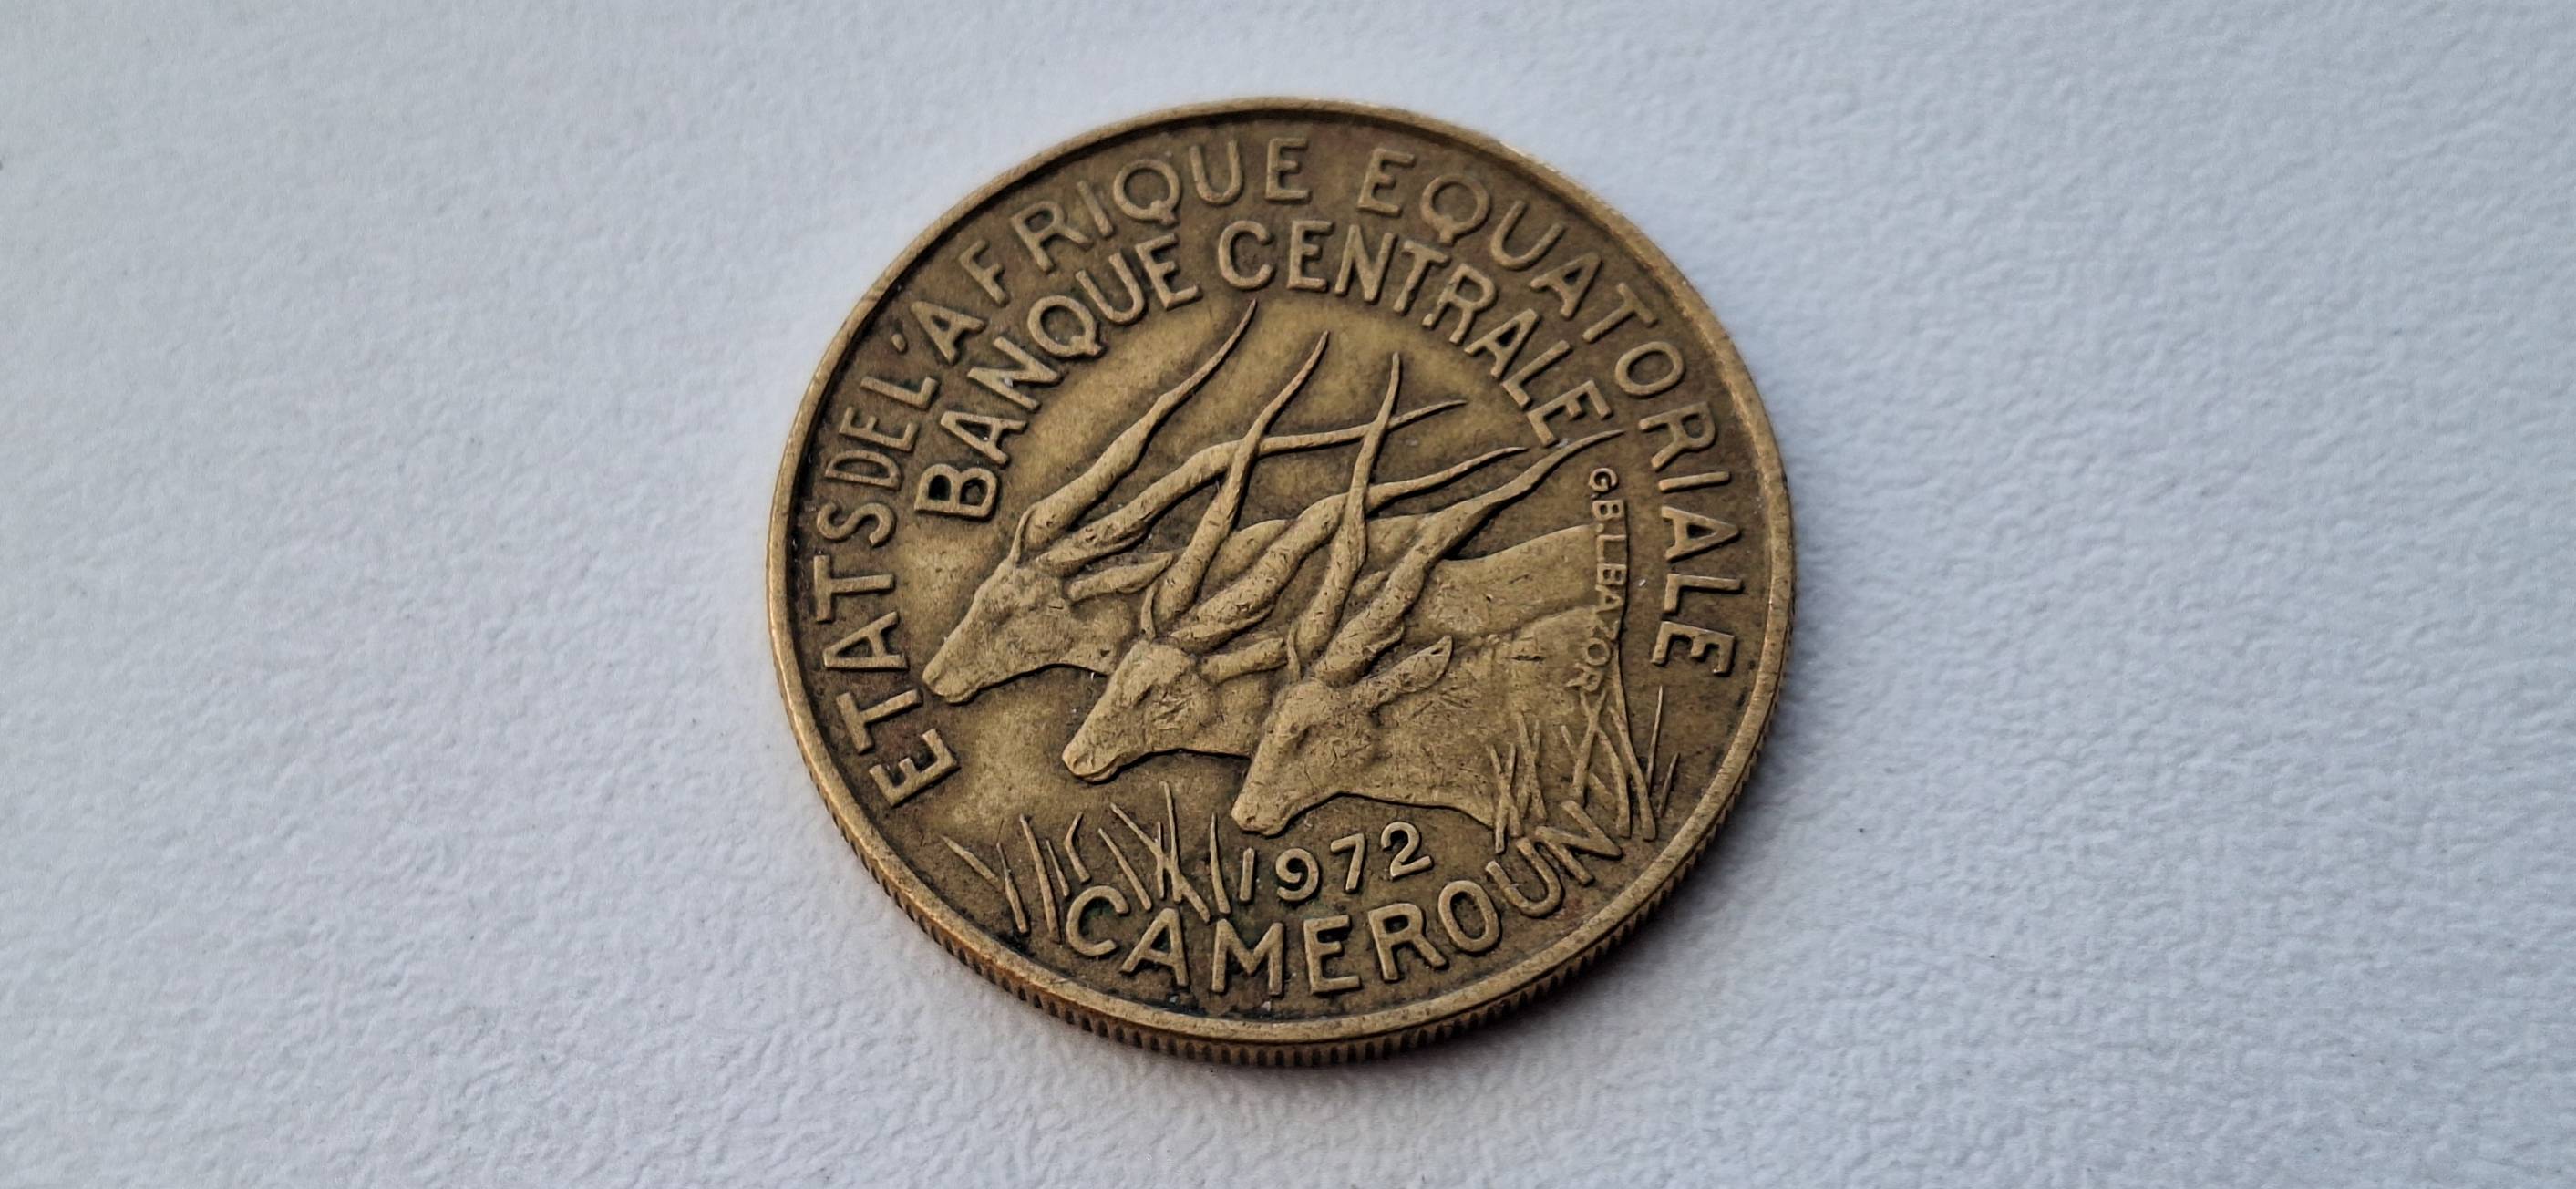 ETATS DE L'AFRIQUE EQUATORIALE
BANQUE CENTRALE
G.B.L.BAZOR
1972
CAMEROUN